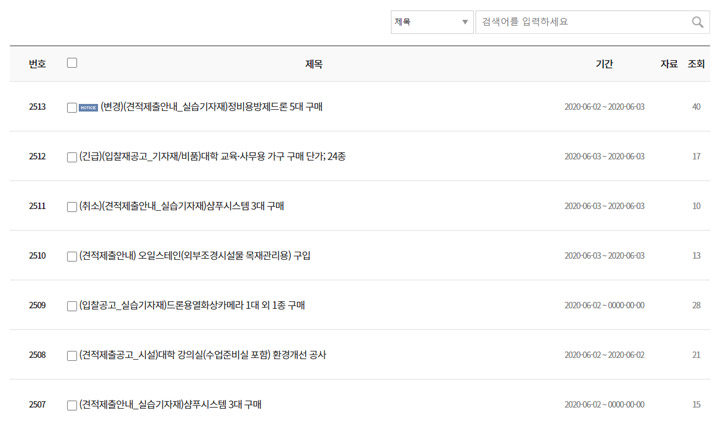 제목 검색어를 입력하세요
번호 제목 기간 자료 조회
2513 NOTICE (변경)(견적제출안내_실습기자재)정비용방제드론 5대 구매 2020-06-02 ~ 2020-06-03 40
2512 (긴급)(입찰재공고_기자재/비품)대학 교육·사무용 가구 구매 단가; 24종 2020-06-03 ~ 2020-06-03 17
2511 (취소)(견적제출안내_실습기자재)샴푸시스템 3대 구매 2020-06-03 ~ 2020-06-03 10
2510 (견적제출안내) 오일스테인(외부조경시설물 목재관리용) 구입 2020-06-03 ~ 2020-06-03 13
2509 (입찰공고_실습기자재)드론용열화상카메라 1대 외 1종 구매 2020-06-02 ~ 0000-00-00 28
2508 (견적제출공고_시설)대학 강의실(수업준비실 포함) 환경개선 공사 2020-06-02 ~ 2020-06-02 21
2507 (견적제출안내_실습기자재)샴푸시스템 3대 구매 2020-06-02 ~ 0000-00-00 15